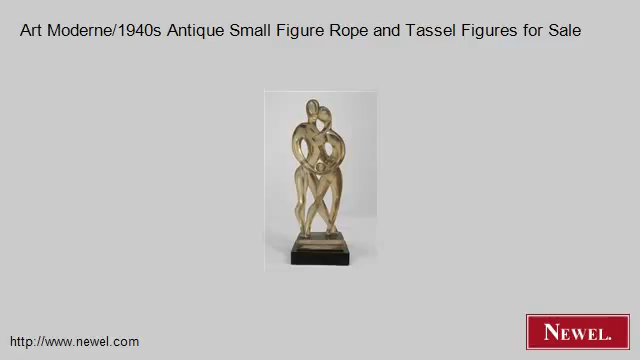 Art Moderne/1940s Antique Small Figure Rope and Tassel Figures for Sale
http://www.newel.com
NEWEL.